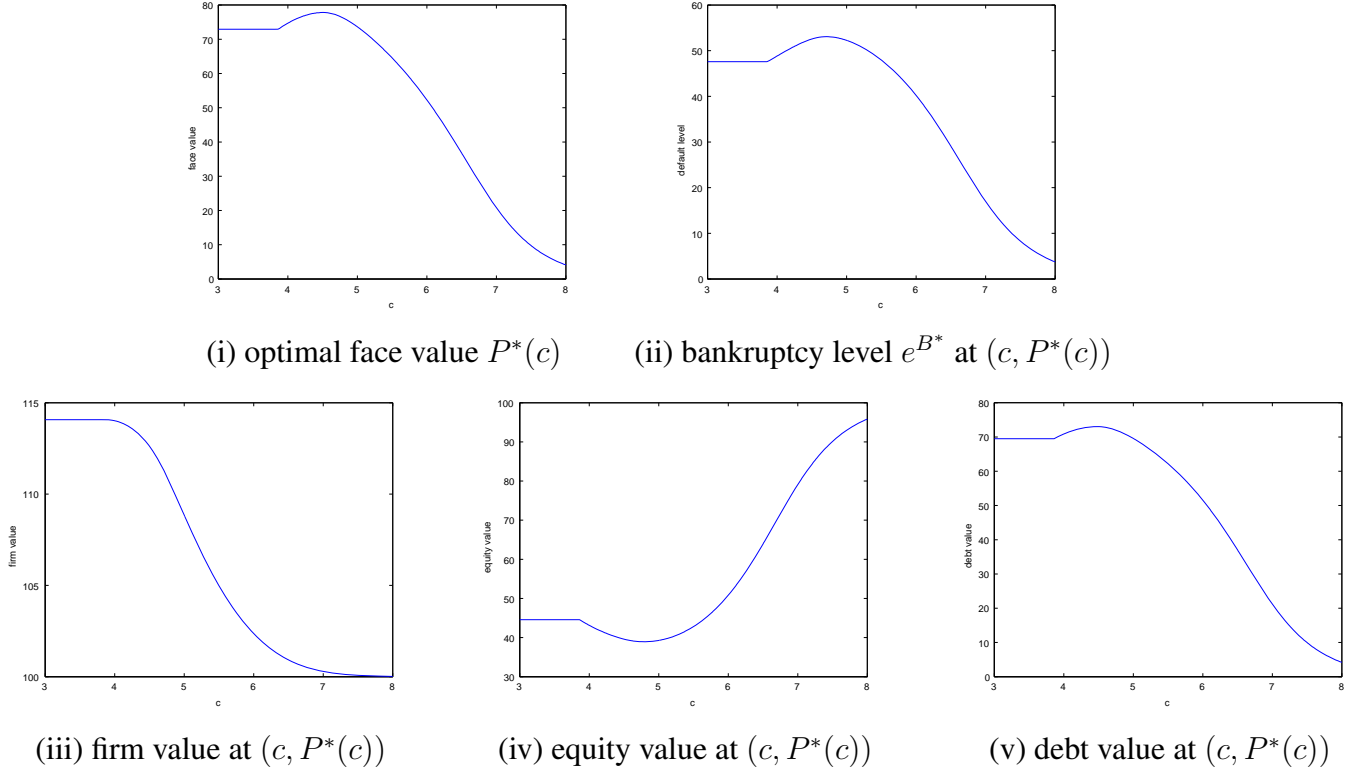 80
70
60
50
40
30
20
10
0
face value
3 4 5 6 7 8
c
(i) optimal face value P*(c)
60
50
40
30
20
10
0
default level
3 4 5 6 7 8
c
(ii) bankruptcy level e^{B*} at (c, P*(c))
115
110
105
100
firm value
3 4 5 6 7 8
c
(iii) firm value at (c, P*(c))
100
90
80
70
60
50
40
30
equity value
3 4 5 6 7 8
c
(iv) equity value at (c, P*(c))
80
70
60
50
40
30
20
10
0
debt value
3 4 5 6 7 8
c
(v) debt value at (c, P*(c))